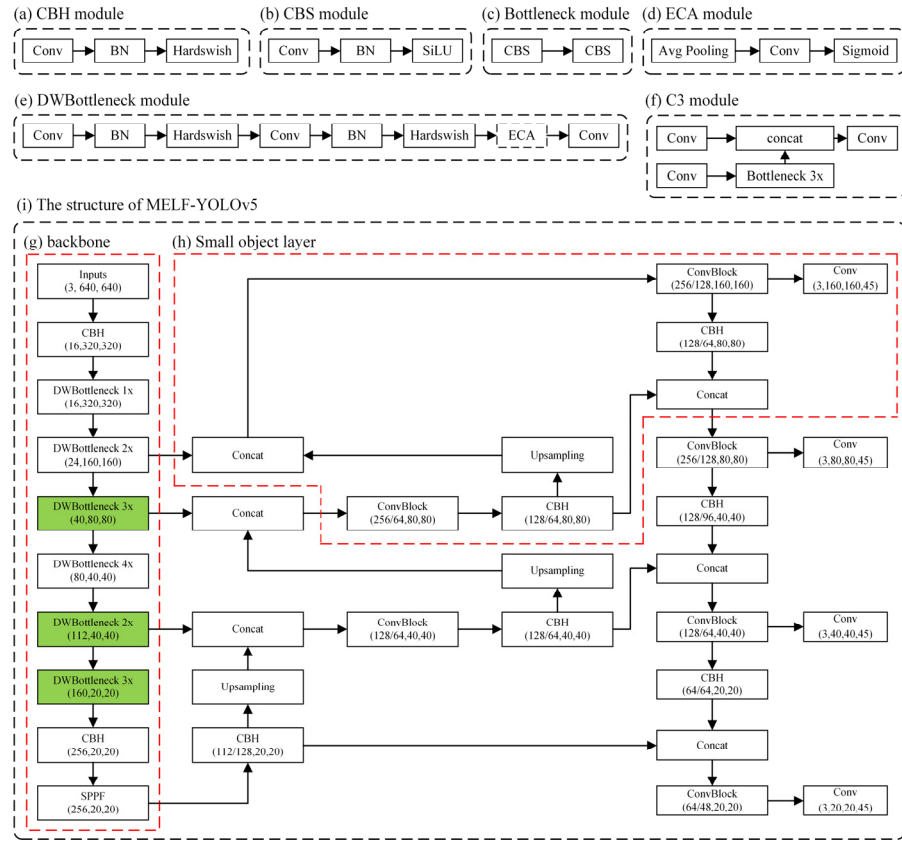 (a) CBH module
Conv
BN
Hardswish
(b) CBS module
Conv
BN
SiLU
(c) Bottleneck module
CBS
CBS
(d) ECA module
Avg Pooling
Conv
Sigmoid
(e) DWBottleneck module
Conv
BN
Hardswish
Conv
BN
Hardswish
ECA
Conv
(f) C3 module
Conv
concat
Conv
Conv
Bottleneck 3x
(i) The structure of MELF-YOLOv5
(g) backbone
Inputs
(3, 640, 640)
CBH
(16,320,320)
DWBottleneck 1x
(16,320,320)
DWBottleneck 2x
(24,160,160)
DWBottleneck 3x
(40,80,80)
DWBottleneck 4x
(80,40,40)
DWBottleneck 2x
(112,40,40)
DWBottleneck 3x
(160,20,20)
CBH
(256,20,20)
SPPF
(256,20,20)
(h) Small object layer
Concat
Upsampling
Concat
ConvBlock
(256/64,80,80)
CBH
(128/64,80,80)
Upsampling
Concat
ConvBlock
(128/64,40,40)
CBH
(128/64,40,40)
Upsampling
CBH
(112/128,20,20)
ConvBlock
(256/128,160,160)
Conv
(3,160,160,45)
CBH
(128/64,80,80)
Concat
ConvBlock
(256/128,80,80)
Conv
(3,80,80,45)
CBH
(128/96,40,40)
Concat
ConvBlock
(128/64,40,40)
Conv
(3,40,40,45)
CBH
(64/64,20,20)
Concat
ConvBlock
(64/48,20,20)
Conv
(3,20,20,45)